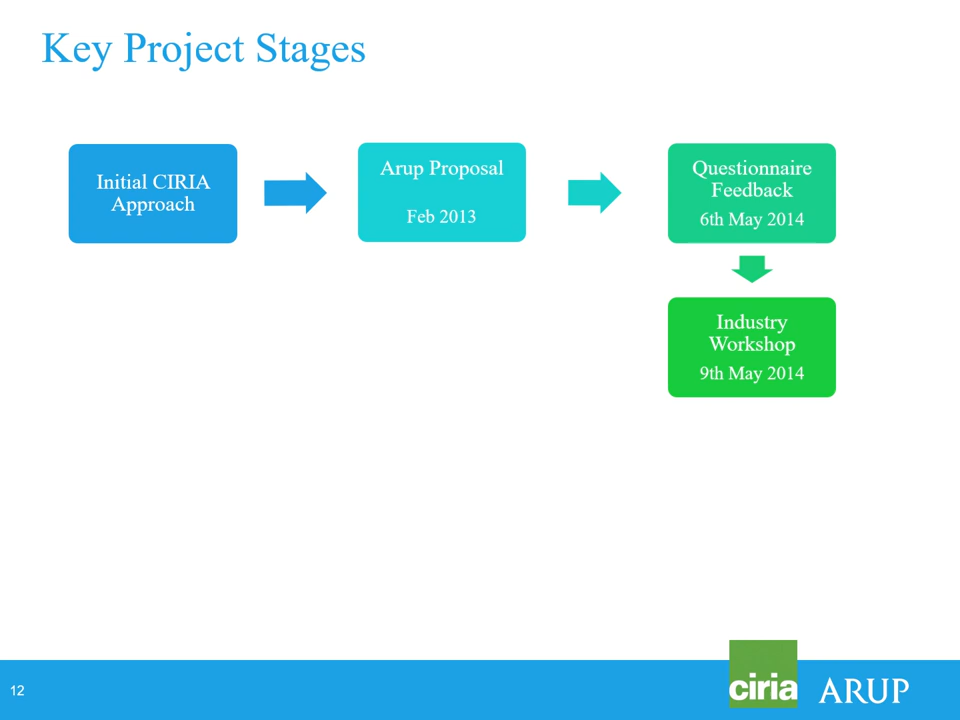 Key Project Stages
Initial CIRIA
Approach
Arup Proposal
Feb 2013
Questionnaire
Feedback
6th May 2014
Industry
Workshop
9th May 2014
12
ciria
ARUP